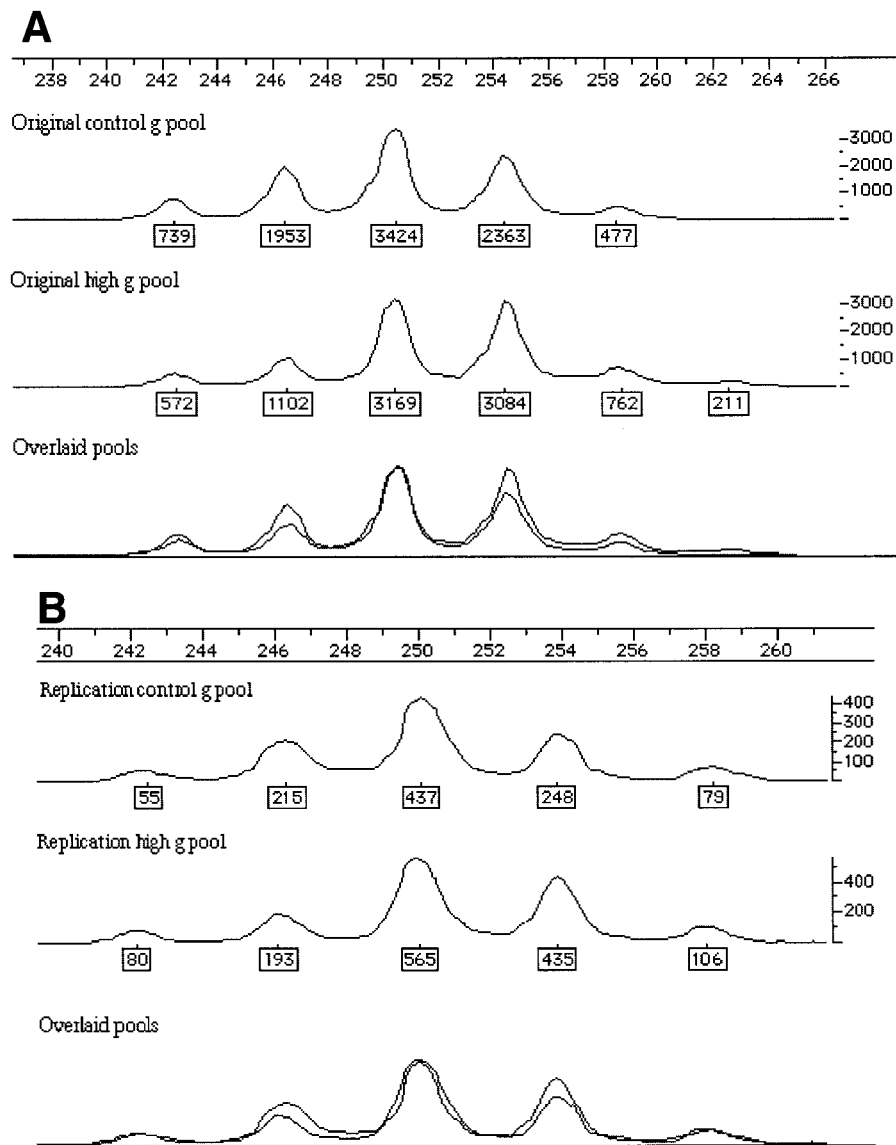 A
238 240 242 244 246 248 250 252 254 256 258 260 262 264 266
Original control g pool
3000
2000
1000
739 1953 3424 2363 477
Original high g pool
3000
2000
1000
572 1102 3169 3084 762 211
Overlaid pools
B
240 242 244 246 248 250 252 254 256 258 260
Replication control g pool
400
300
200
100
55 215 437 248 79
Replication high g pool
400
200
80 193 565 435 106
Overlaid pools